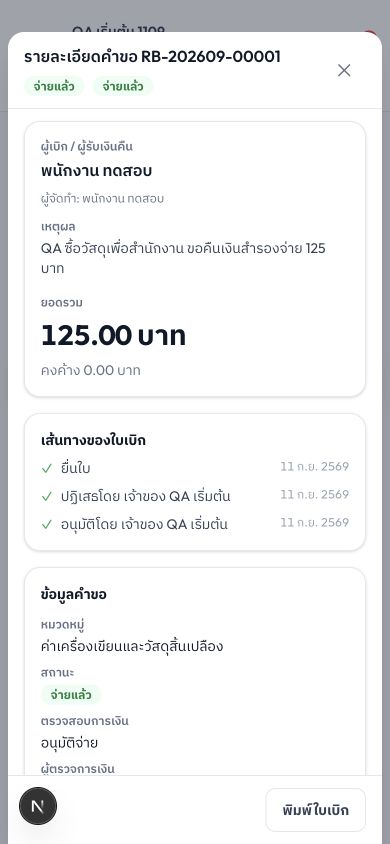 QA เริ่มต้น 1109
รายละเอียดคำขอ RB-202609-00001
จ่ายแล้ว จ่ายแล้ว
ผู้เบิก / ผู้รับเงินคืน
พนักงาน ทดสอบ
ผู้จัดทำ: พนักงาน ทดสอบ
เหตุผล
QA ซื้อวัสดุเพื่อสำนักงาน ขอคืนเงินสำรองจ่าย 125
บาท
ยอดรวม
125.00 บาท
คงค้าง 0.00 บาท
เส้นทางของใบเบิก
ยื่นใบ 11 ก.ย. 2569
ปฏิเสธโดย เจ้าของ QA เริ่มต้น 11 ก.ย. 2569
อนุมัติโดย เจ้าของ QA เริ่มต้น 11 ก.ย. 2569
ข้อมูลคำขอ
หมวดหมู่
ค่าเครื่องเขียนและวัสดุสิ้นเปลือง
สถานะ
จ่ายแล้ว
ตรวจสอบการเงิน
อนุมัติจ่าย
ผู้ตรวจการเงิน
N
พิมพ์ใบเบิก